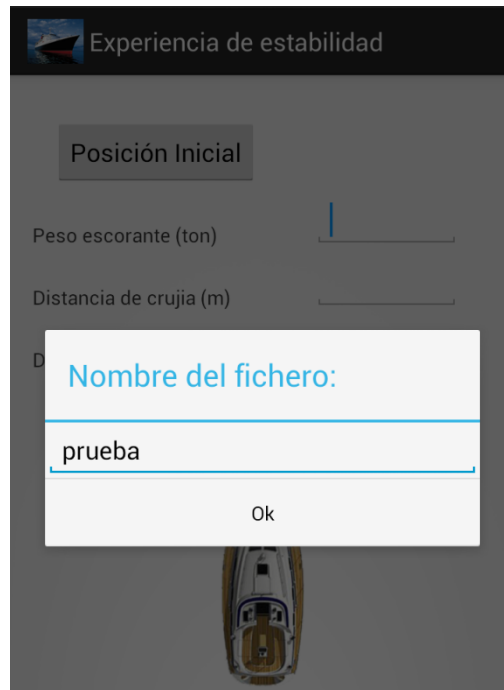 Experiencia de estabilidad
Posición Inicial
Peso escorante (ton)
Distancia de crujia (m)
D
Nombre del fichero:
prueba
Ok